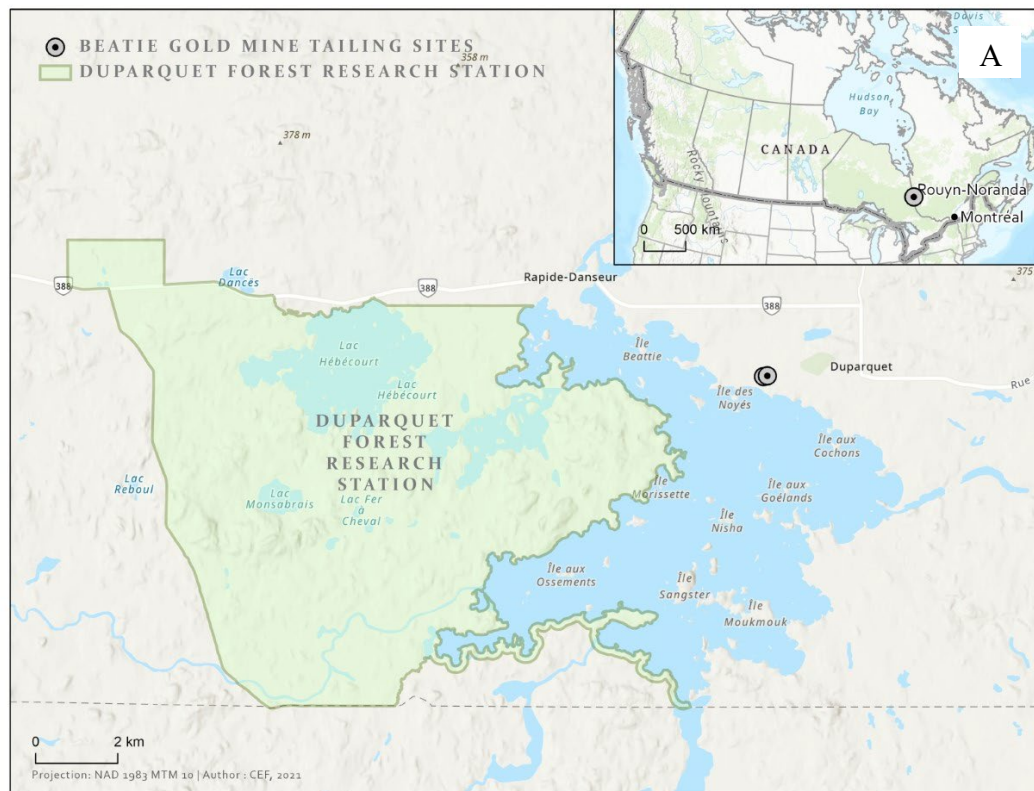 BEATIE GOLD MINE TAILING SITES
DUPARQUET FOREST RESEARCH STATION
358 m
378 m
A
Hudson
Bay
CANADA
Rocky Mountains
Rouyn-Noranda
Montréal
0 500 km
375
388
Lac
Dancés
388
Rapide-Danseur
388
Île
Beattie
Duparquet
Rue
Lac
Hébécourt
Lac
Hébécourt
Île des
Noyés
DUPARQUET
FOREST
RESEARCH
STATION
Île aux
Cochons
Lac
Reboul
Lac
Monsabrais
Lac Fer
à
Cheval
Île
Morissette
Île aux
Goélands
Île
Nisha
Île aux
Ossements
Île
Sangster
Île
Moukmouk
0 2 km
Projection: NAD 1983 MTM 10 | Author : CEF, 2021